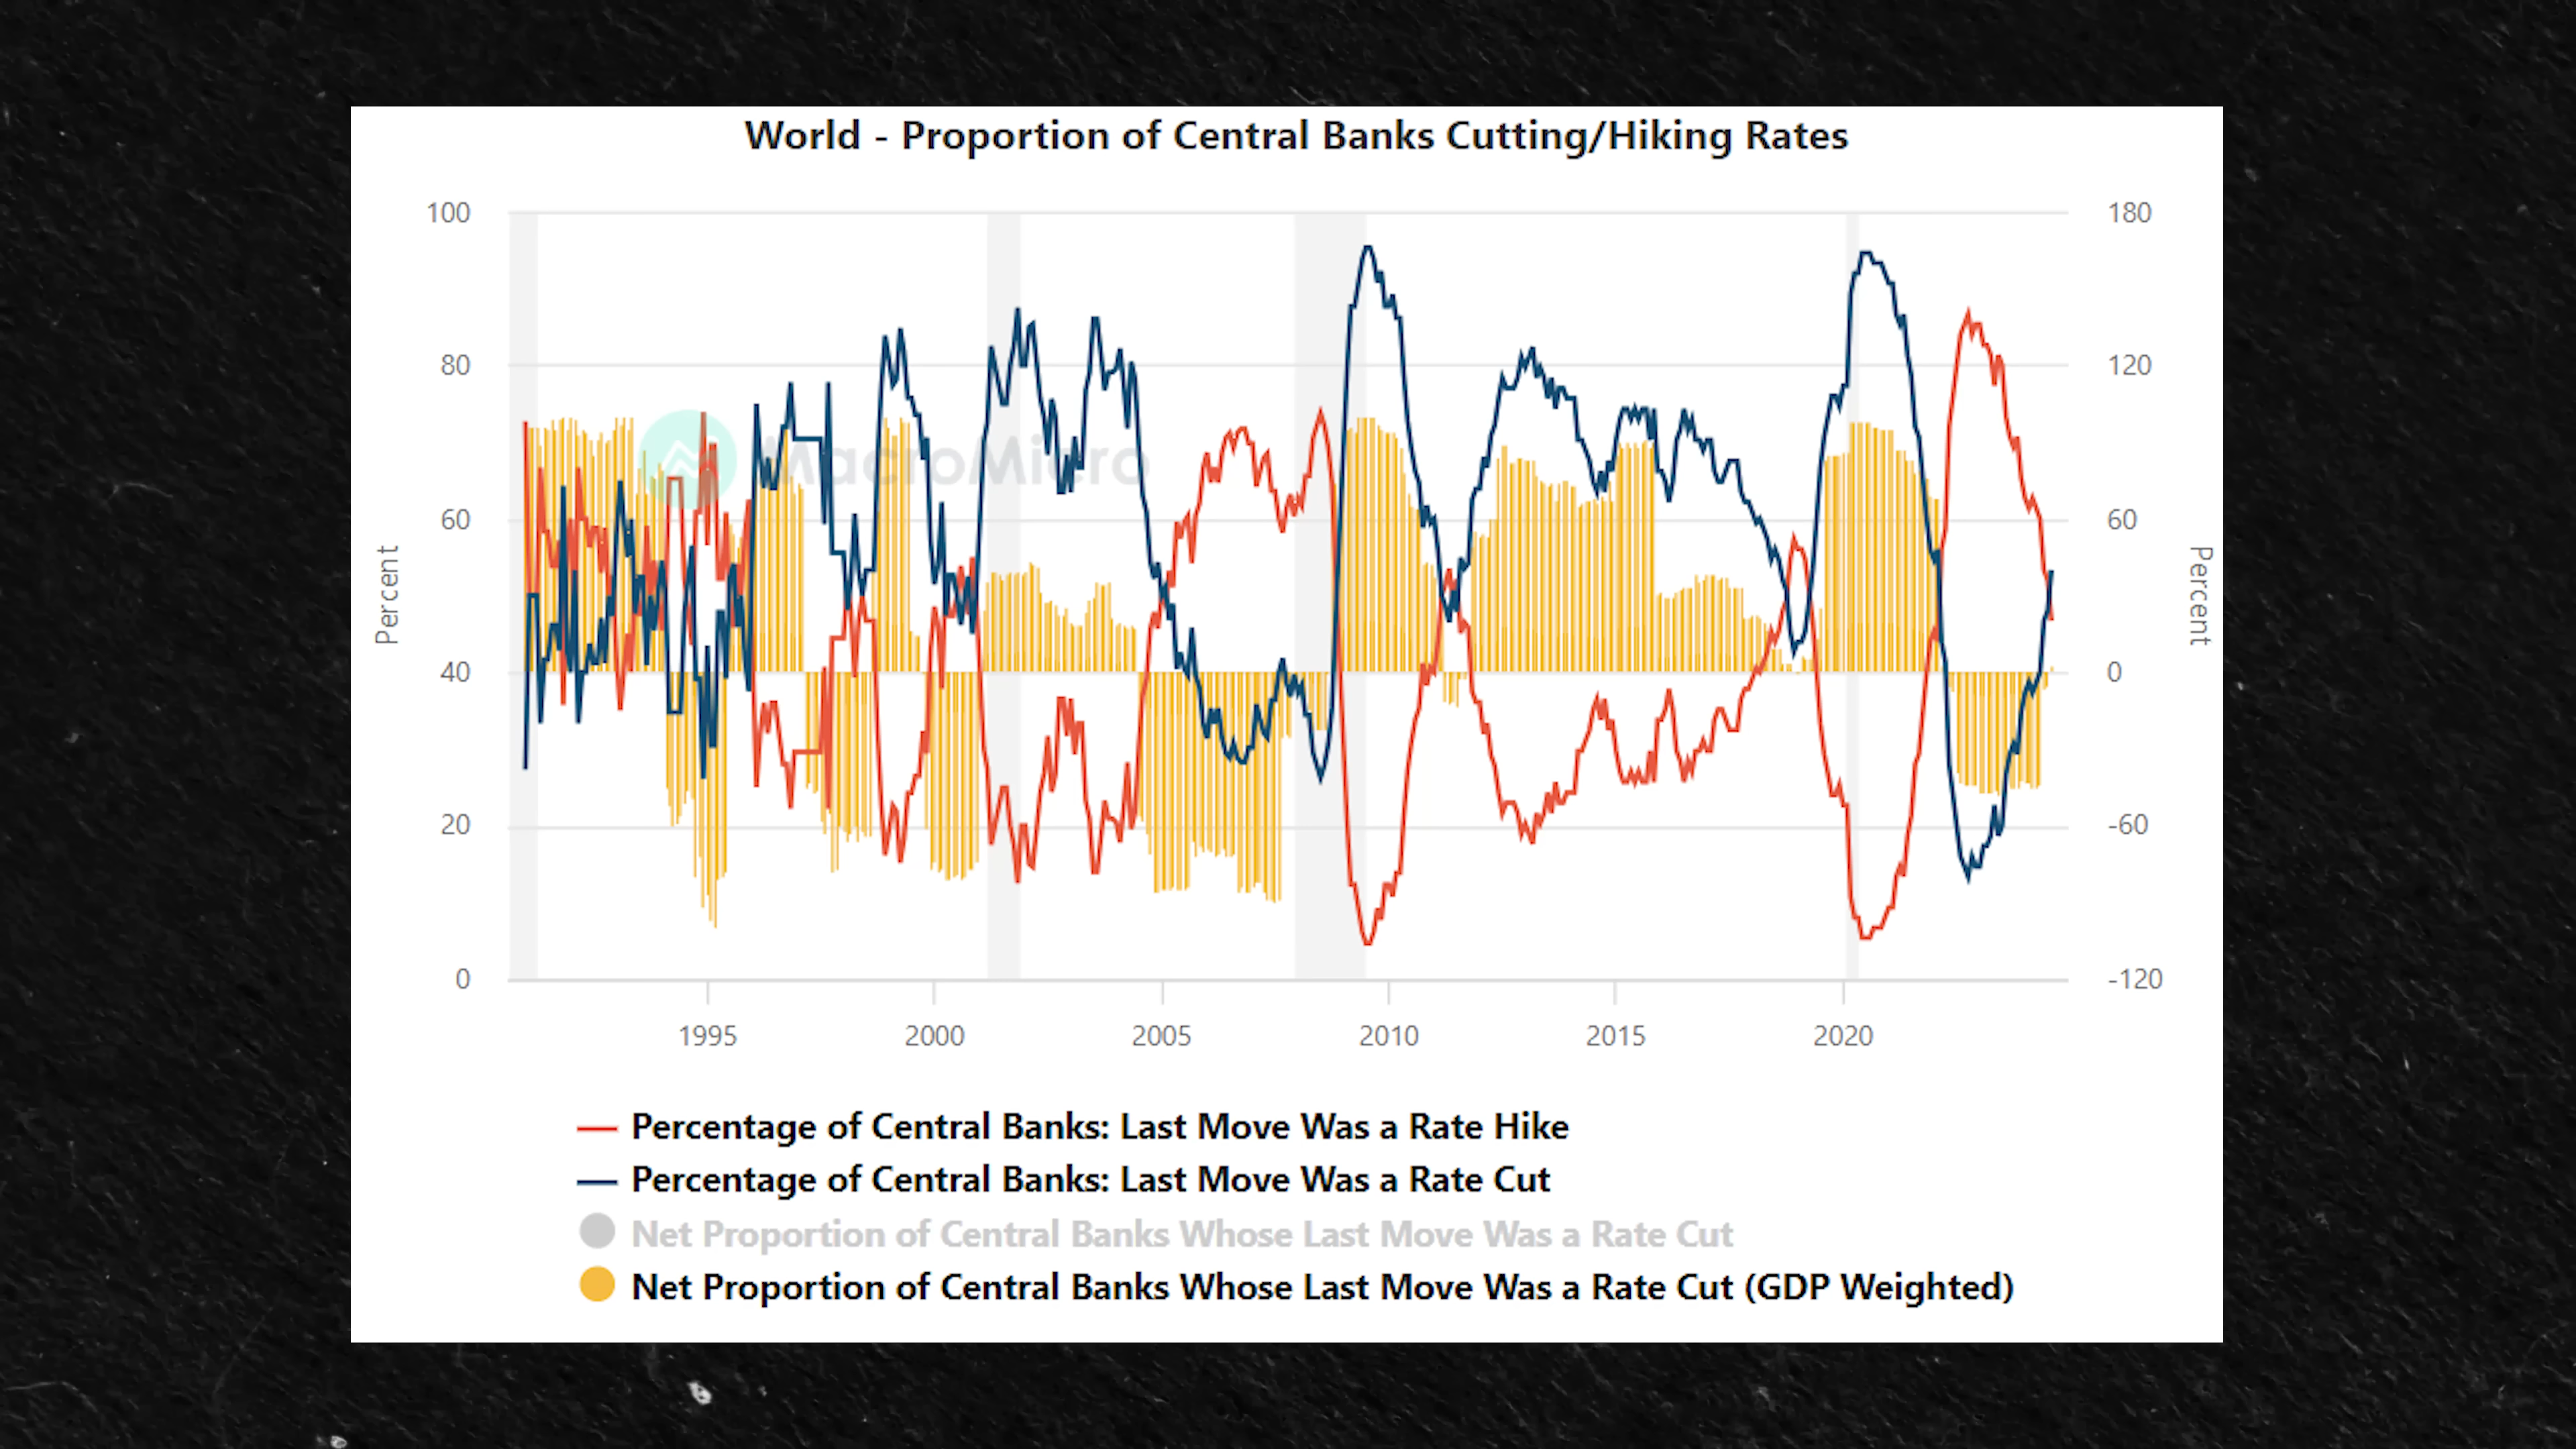 World - Proportion of Central Banks Cutting/Hiking Rates
100
80
60
40
20
0
Percent
180
120
60
0
-60
-120
Percent
MacroMicro
1995
2000
2005
2010
2015
2020
Percentage of Central Banks: Last Move Was a Rate Hike
Percentage of Central Banks: Last Move Was a Rate Cut
Net Proportion of Central Banks Whose Last Move Was a Rate Cut
Net Proportion of Central Banks Whose Last Move Was a Rate Cut (GDP Weighted)